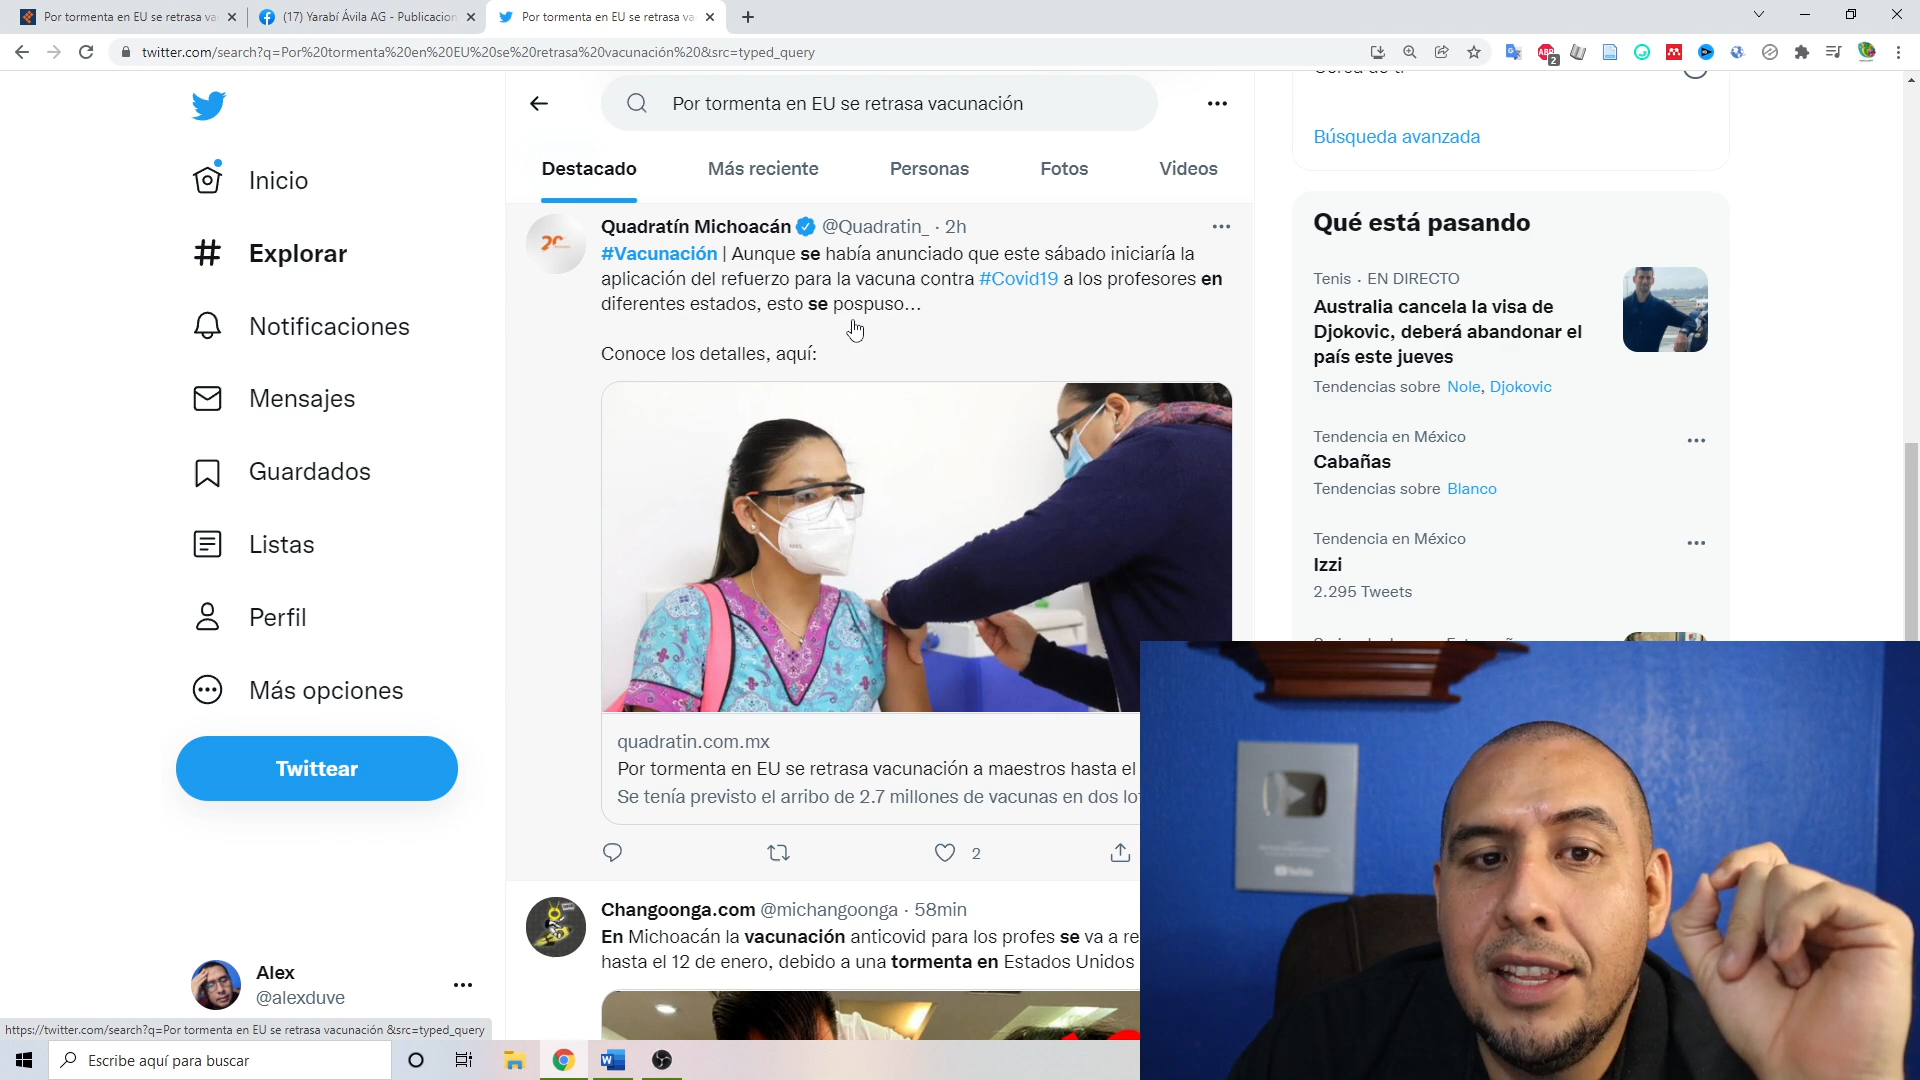 Por tormenta en EU se retrasa va
(17) Yarabí Ávila AG - Publicacion
Por tormenta en EU se retrasa va
twitter.com/search?q=Por%20tormenta%20en%20EU%20se%20retrasa%20vacunación%20&src=typed_query
Por tormenta en EU se retrasa vacunación
Búsqueda avanzada
Destacado
Más reciente
Personas
Fotos
Videos
Inicio
Explorar
Notificaciones
Mensajes
Guardados
Listas
Perfil
Más opciones
Twittear
Alex
@alexduve
Quadratín Michoacán @Quadratin_ · 2h
#Vacunación | Aunque se había anunciado que este sábado iniciaría la
aplicación del refuerzo para la vacuna contra #Covid19 a los profesores en
diferentes estados, esto se pospuso...
Conoce los detalles, aquí:
quadratin.com.mx
Por tormenta en EU se retrasa vacunación a maestros hasta el
Se tenía previsto el arribo de 2.7 millones de vacunas en dos lo
2
Changoonga.com @michangoonga · 58min
En Michoacán la vacunación anticovid para los profes se va a re
hasta el 12 de enero, debido a una tormenta en Estados Unidos
Qué está pasando
Tenis · EN DIRECTO
Australia cancela la visa de
Djokovic, deberá abandonar el
país este jueves
Tendencias sobre Nole, Djokovic
Tendencia en México
Cabañas
Tendencias sobre Blanco
Tendencia en México
Izzi
2.295 Tweets
YouTube
https://twitter.com/search?q=Por tormenta en EU se retrasa vacunación &src=typed_query
Escribe aquí para buscar